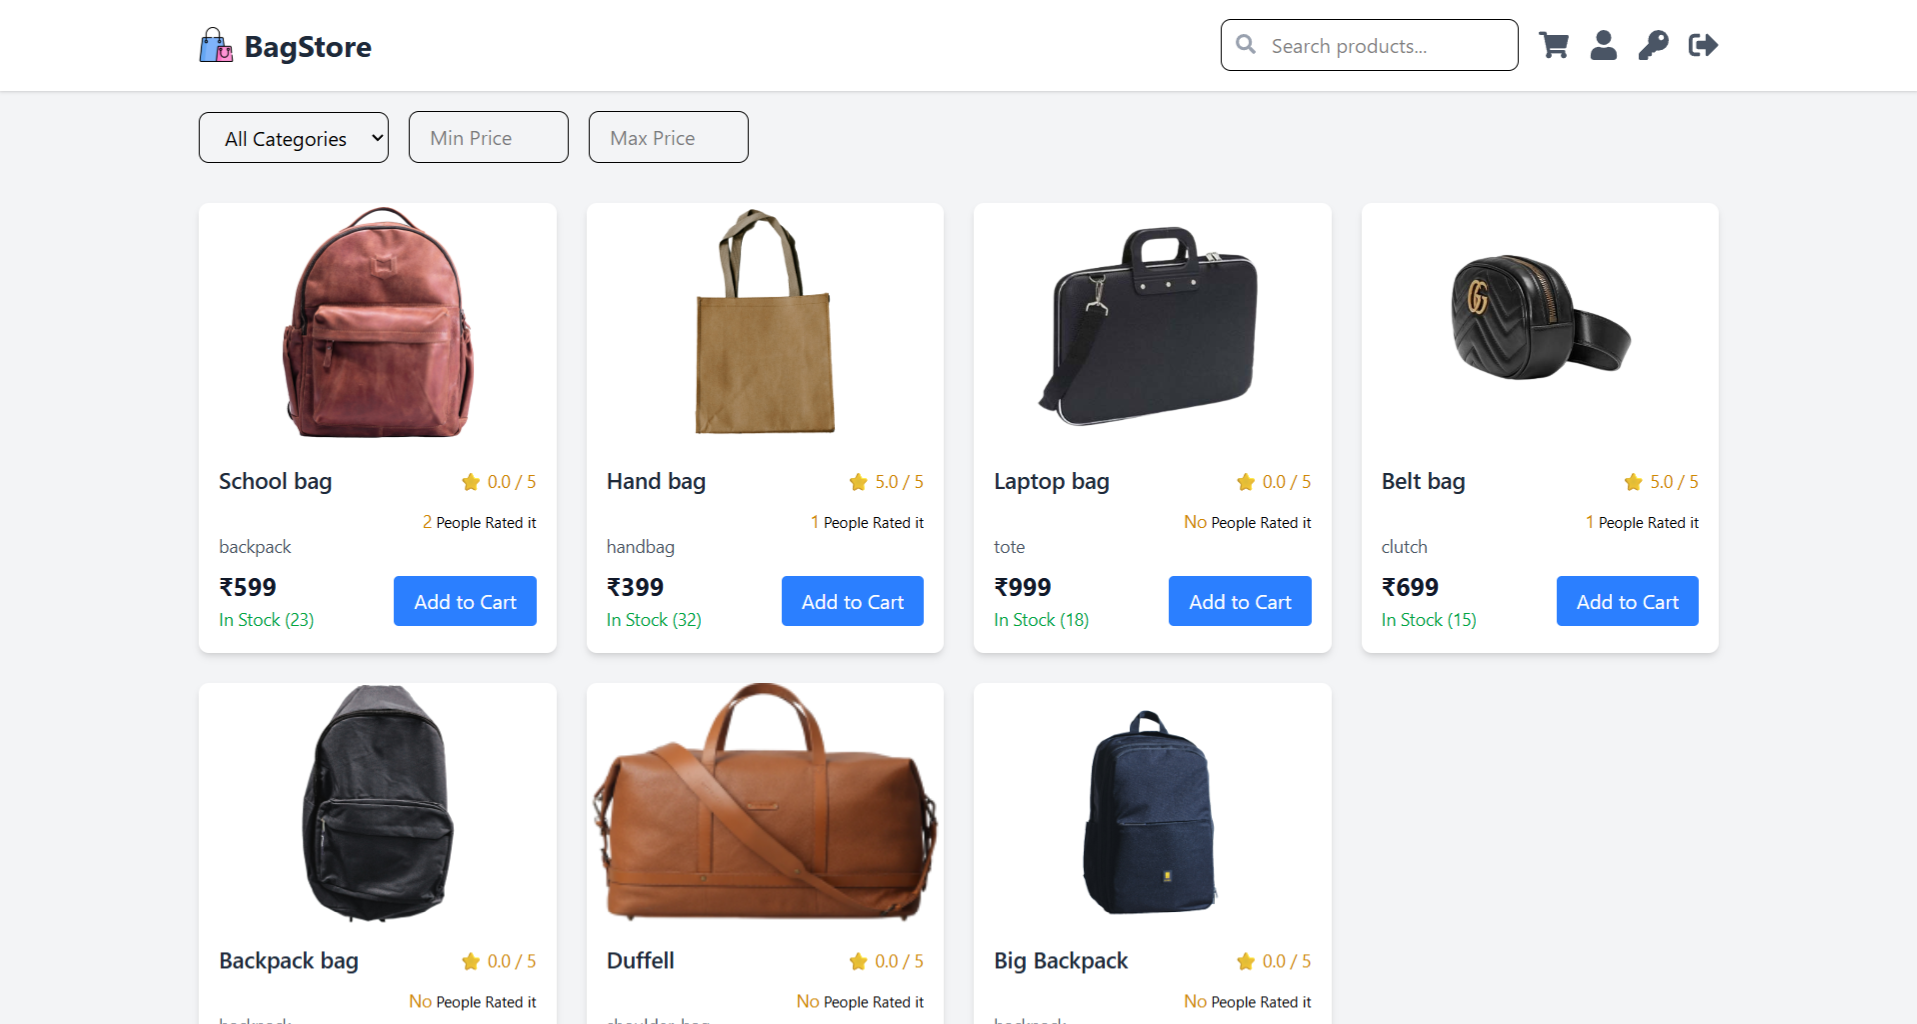 BagStore
Search products...
All Categories
Min Price
Max Price
School bag
0.0 / 5
2 People Rated it
backpack
₹599
In Stock (23)
Add to Cart
Hand bag
5.0 / 5
1 People Rated it
handbag
₹399
In Stock (32)
Add to Cart
Laptop bag
0.0 / 5
No People Rated it
tote
₹999
In Stock (18)
Add to Cart
Belt bag
5.0 / 5
1 People Rated it
clutch
₹699
In Stock (15)
Add to Cart
Backpack bag
0.0 / 5
No People Rated it
backpack
Duffell
0.0 / 5
No People Rated it
Big Backpack
0.0 / 5
No People Rated it
backpack